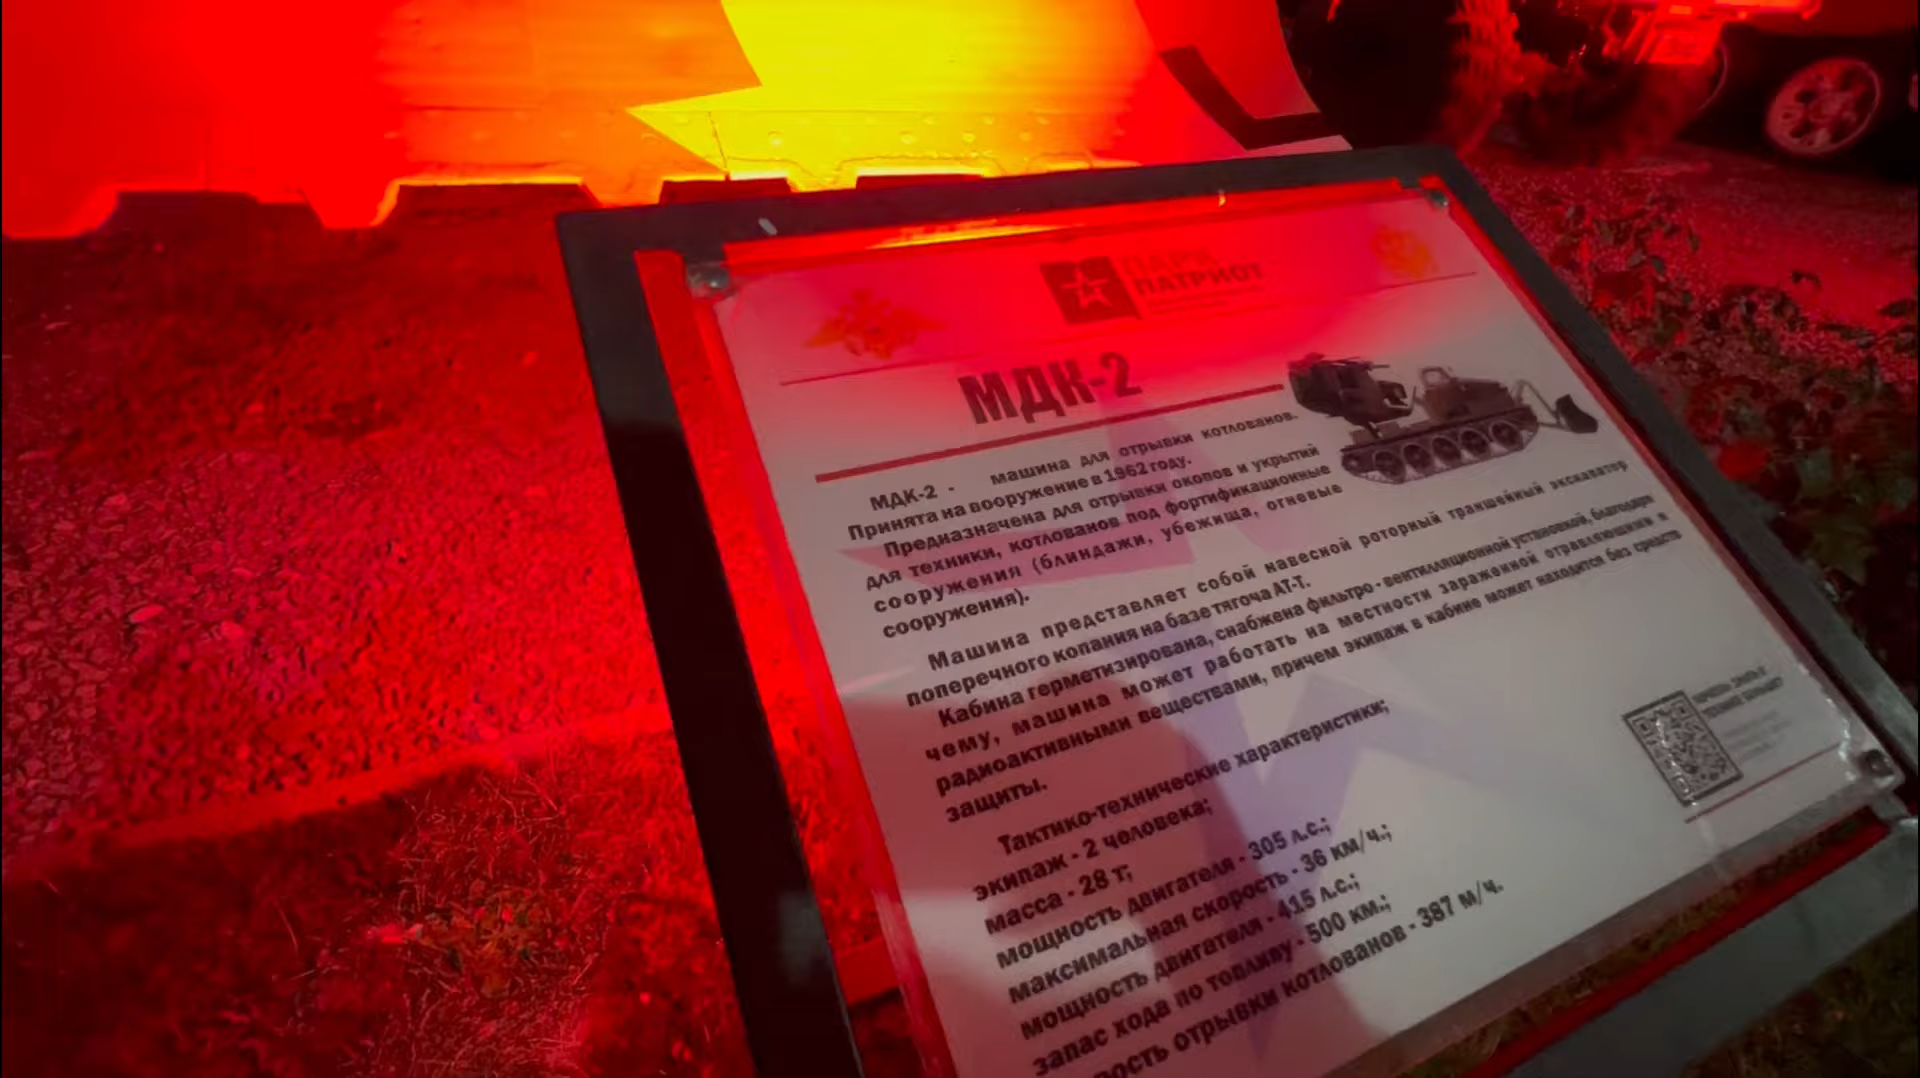 ПАРК
ПАТРИОТ
МДК-2
МДК-2 - машина для отрывки котлованов.
Принята на вооружение в 1962 году.
Предназначена для отрывки окопов и укрытий
для техники, котлованов под фортификационные
сооружения (блиндажи, убежища, огневые
сооружения).
Машина представляет собой навесной роторный траншейный экскаватор
поперечного копания на базе тягоча АТ-Т.
Кабина герметизирована, снабжена фильтро - вентиляционной установкой, благодаря
чему, машина может работать на местности зараженной отравляющими и
радиоактивными веществами, причем экипаж в кабине может находится без средств
защиты.
Тактико-технические характеристики;
экипаж - 2 человека;
масса - 28 т;
мощность двигателя - 305 л.с.;
максимальная скорость - 36 км/ч.;
мощность двигателя - 415 л.с.;
запас хода по топливу - 500 км.;
отрывки котлованов - 387 м/ч.